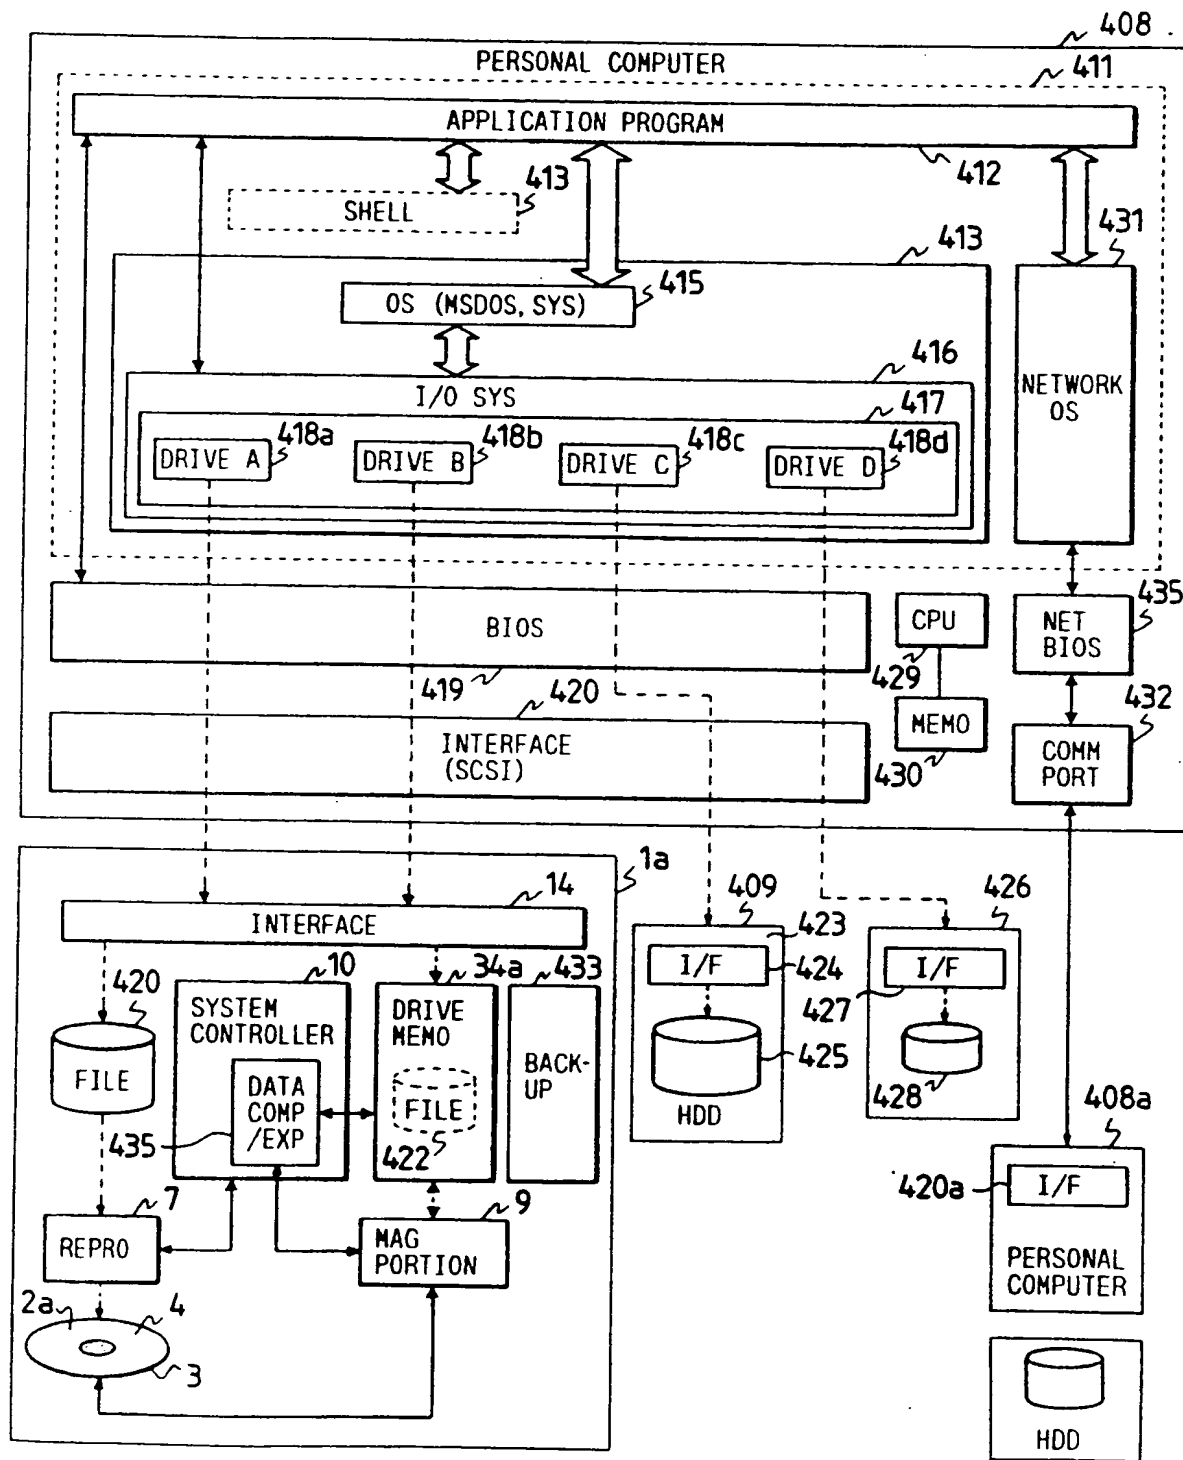 408
PERSONAL COMPUTER
411
APPLICATION PROGRAM
412
413
SHELL
431
413
415
OS (MSDOS, SYS)
416
I/O SYS
417
NETWORK
OS
418a
418b
418c
418d
DRIVE A
DRIVE B
DRIVE C
DRIVE D
435
BIOS
CPU
NET
BIOS
419
429
420
432
INTERFACE
(SCSI)
MEMO
COMM
PORT
430
1a
14
INTERFACE
409
426
423
I/F
424
I/F
427
10
34a
433
420
SYSTEM
CONTROLLER
DRIVE
MEMO
BACK-
UP
FILE
DATA
COMP
/EXP
FILE
425
428
435
422
HDD
408a
7
9
420a
I/F
REPRO
MAG
PORTION
PERSONAL
COMPUTER
2a
4
3
HDD